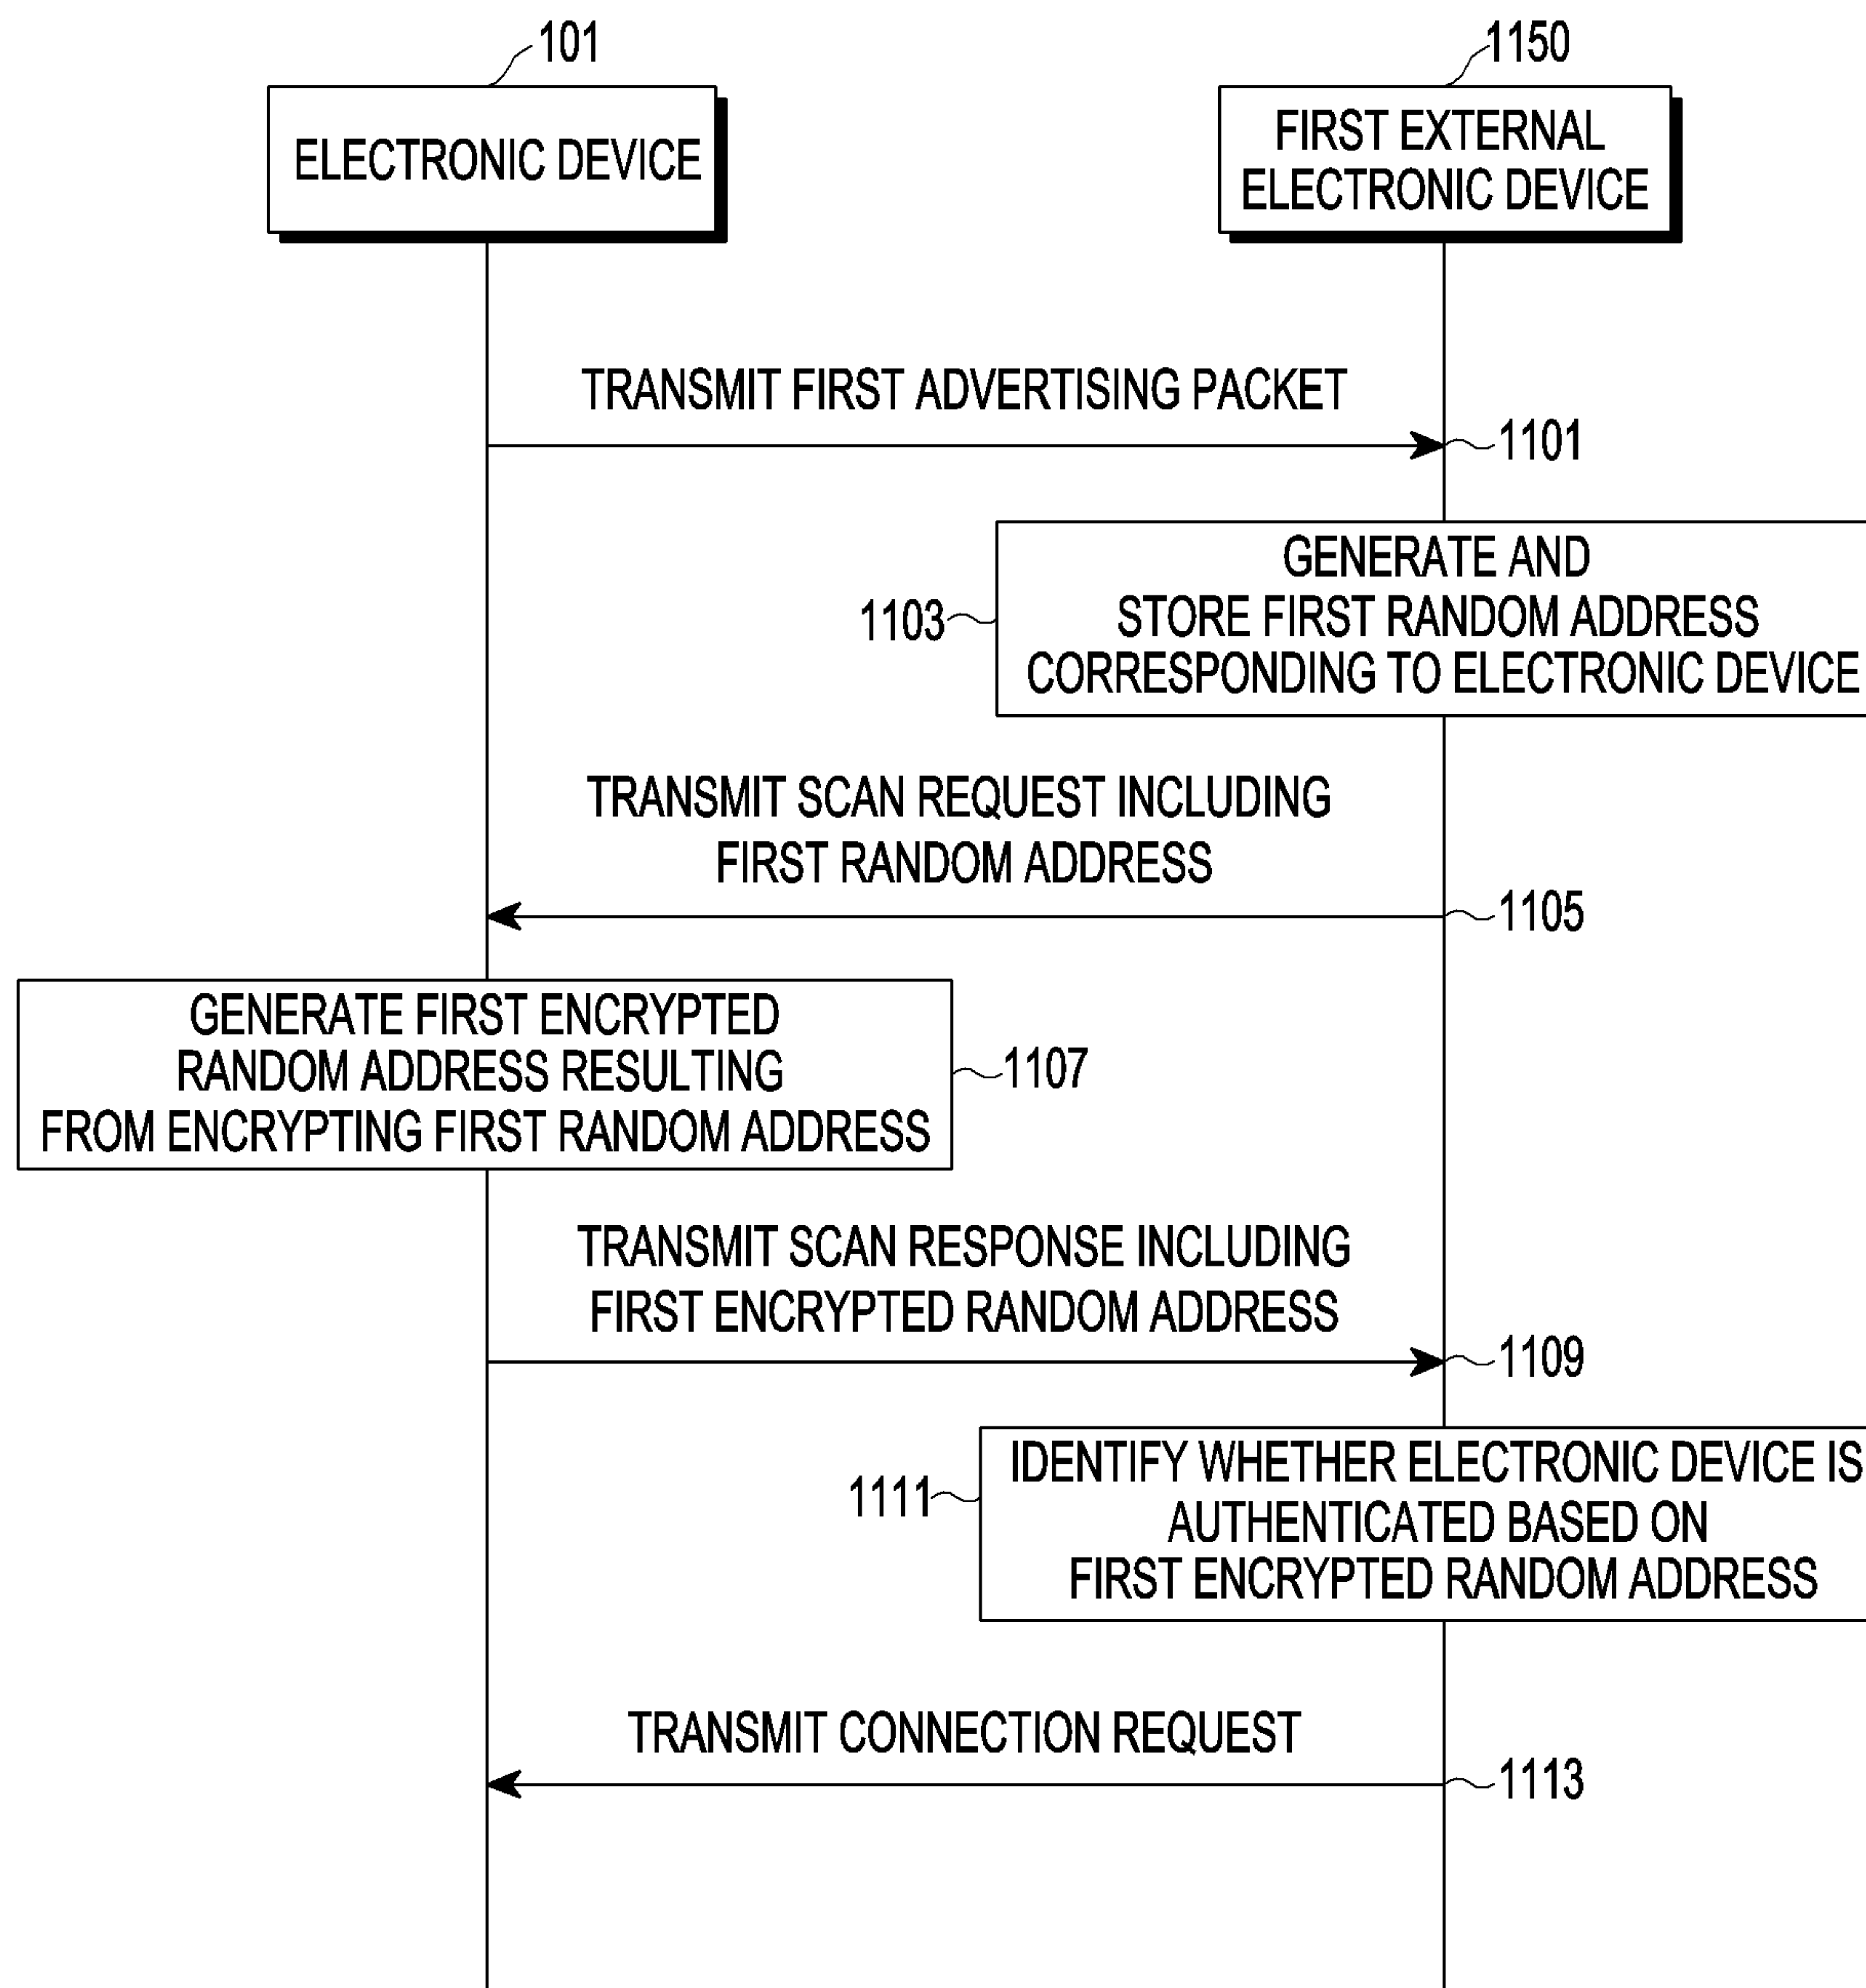 101
1150
ELECTRONIC DEVICE
FIRST EXTERNAL
ELECTRONIC DEVICE
TRANSMIT FIRST ADVERTISING PACKET
1101
GENERATE AND
STORE FIRST RANDOM ADDRESS
CORRESPONDING TO ELECTRONIC DEVICE
1103
TRANSMIT SCAN REQUEST INCLUDING
FIRST RANDOM ADDRESS
1105
GENERATE FIRST ENCRYPTED
RANDOM ADDRESS RESULTING
FROM ENCRYPTING FIRST RANDOM ADDRESS
1107
TRANSMIT SCAN RESPONSE INCLUDING
FIRST ENCRYPTED RANDOM ADDRESS
1109
IDENTIFY WHETHER ELECTRONIC DEVICE IS
AUTHENTICATED BASED ON
FIRST ENCRYPTED RANDOM ADDRESS
1111
TRANSMIT CONNECTION REQUEST
1113